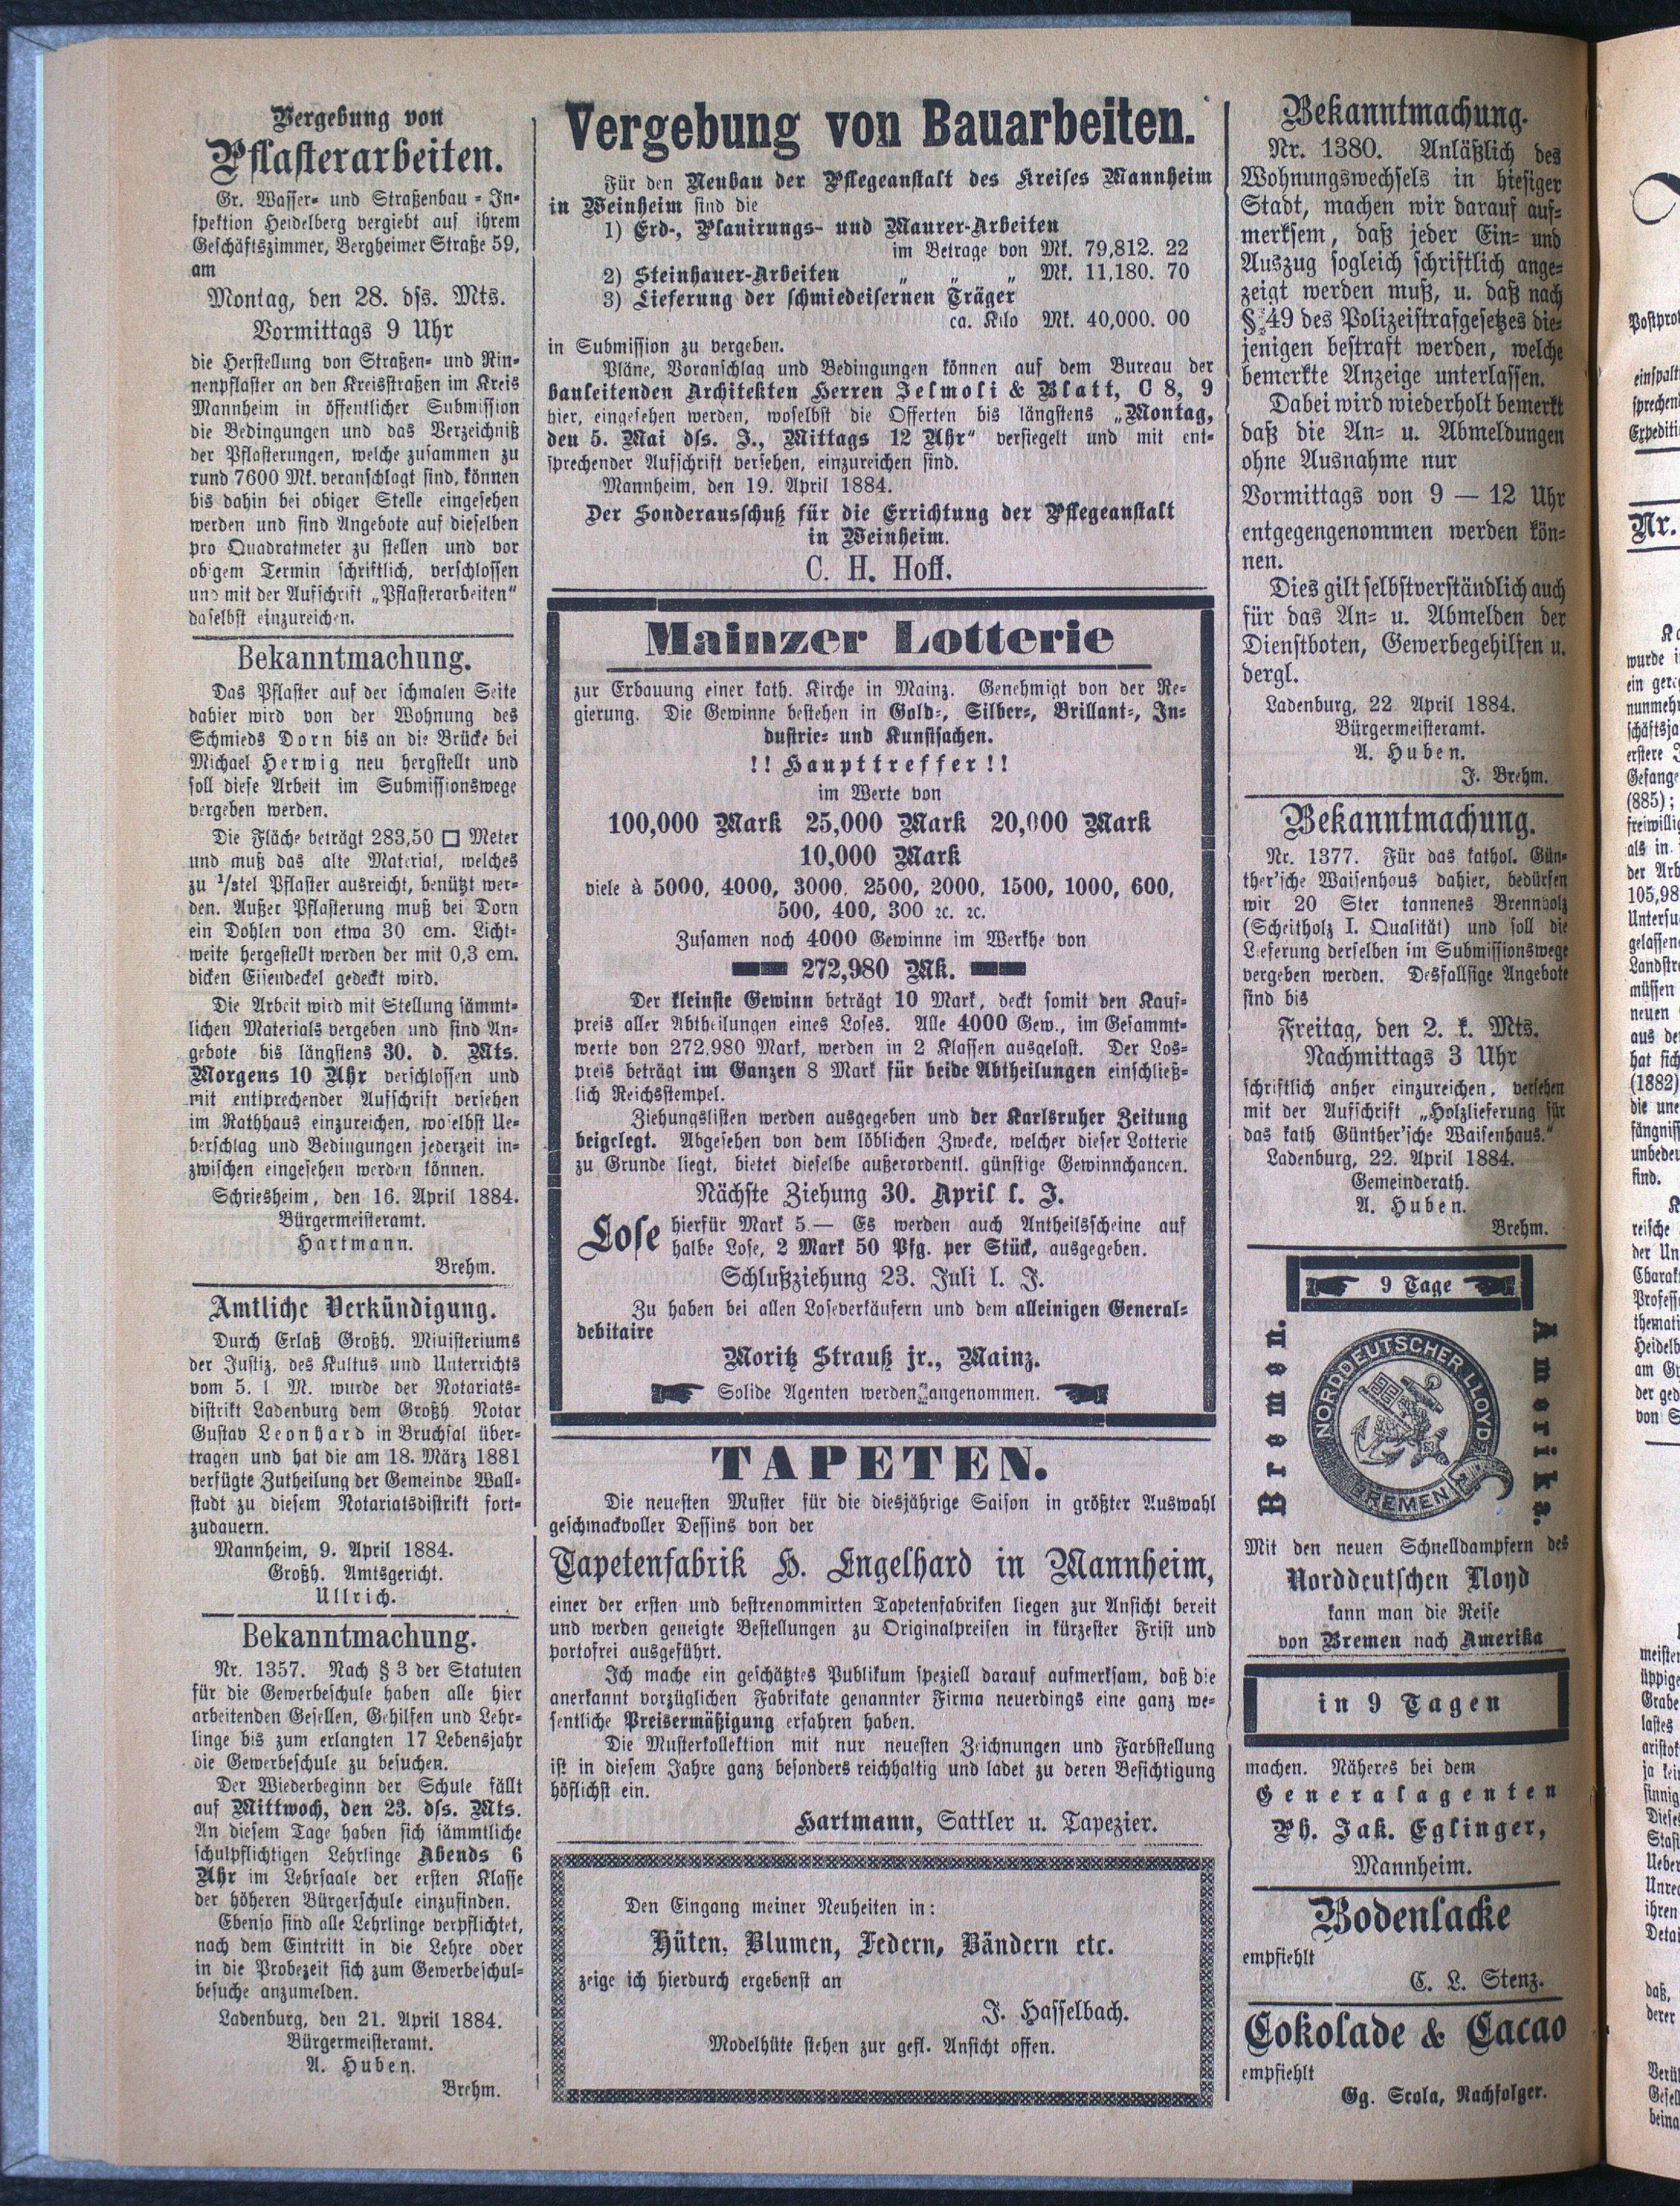 Vergebung von
Pflasterarbeiten.
Gr. Wasser- und Straßenbau-In-
spektion Heidelberg vergiebt auf ihrem
Geschäftszimmer, Bergheimer Straße 59,
am
Montag, den 28. dss. Mts.
Vormittags 9 Uhr
die Herstellung von Straßen- und Rin-
nenpflaster an den Kreisstraßen im Kreis
Mannheim in öffentlicher Submission
die Bedingungen und das Verzeichniß
der Pflasterungen, welche zusammen zu
rund 7600 Mk. veranschlagt sind, können
bis dahin bei obiger Stelle eingesehen
werden und sind Angebote auf dieselben
pro Quadratmeter zu stellen und vor
obigem Termin schriftlich, verschlossen
und mit der Aufschrift „Pflasterarbeiten"
daselbst einzureichen.
Bekanntmachung.
Das Pflaster auf der schmalen Seite
dahier wird von der Wohnung des
Schmieds Dorn bis an die Brücke bei
Michael Herwig neu hergstellt und
soll diese Arbeit im Submissionswege
vergeben werden.
Die Fläche beträgt 283,50 □ Meter
und muß das alte Material, welches
zu ¹/stel Pflaster ausreicht, benützt wer-
den. Außer Pflasterung muß bei Dorn
ein Dohlen von etwa 30 cm. Licht-
weite hergestellt werden der mit 0,3 cm.
dicken Eisendeckel gedeckt wird.
Die Arbeit wird mit Stellung sämmt-
lichen Materials vergeben und sind An-
gebote bis längstens 30. d. Mts.
Morgens 10 Uhr verschlossen und
mit entsprechender Aufschrift versehen
im Rathhaus einzureichen, woselbst Ue-
berschlag und Bedingungen jederzeit in-
zwischen eingesehen werden können.
Schriesheim, den 16. April 1884.
Bürgermeisteramt.
Hartmann.
Brehm.
Amtliche Verkündigung.
Durch Erlaß Großh. Miuisteriums
der Justiz, des Kultus und Unterrichts
vom 5. l M. wurde der Notariats-
distrikt Ladenburg dem Großh. Notar
Gustav Leonhard in Bruchsal über-
tragen und hat die am 18. März 1881
verfügte Zutheilung der Gemeinde Wall-
stadt zu diesem Notariatsdistrikt fort-
zudauern.
Mannheim, 9. April 1884.
Großh. Amtsgericht.
Ullrich.
Bekanntmachung.
Nr. 1357. Nach § 3 der Statuten
für die Gewerbeschule haben alle hier
arbeitenden Gesellen, Gehilfen und Lehr-
linge bis zum erlangten 17 Lebensjahr
die Gewerbeschule zu besuchen.
Der Wiederbeginn der Schule fällt
auf Mittwoch, den 23. dss. Mts.
An diesem Tage haben sich sämmtliche
schulpflichtigen Lehrlinge Abends 6
Uhr im Lehrsaale der ersten Klasse
der höheren Bürgerschule einzufinden.
Ebenso sind alle Lehrlinge verpflichtet,
nach dem Eintritt in die Lehre oder
in die Probezeit sich zum Gewerbeschul-
besuche anzumelden.
Ladenburg, den 21. April 1884.
Bürgermeisteramt.
A. Huben.
Brehm.
Vergebung von Bauarbeiten.
Für den Neubau der Pflegeanstalt des Kreises Mannheim
in Weinheim sind die
1) Erd-, Planirungs- und Maurer-Arbeiten
im Betrage von Mk. 79,812. 22
2) Steinhauer-Arbeiten „ „ „ Mk. 11,180. 70
3) Lieferung der schmiedeisernen Träger
ca. Kilo Mk. 40,000. 00
in Submission zu vergeben.
Pläne, Voranschlag und Bedingungen können auf dem Bureau der
bauleitenden Architekten Herren Jelmoli & Blatt, C 8, 9
hier, eingesehen werden, woselbst die Offerten bis längstens „Montag,
den 5. Mai dss. J., Mittags 12 Uhr" versiegelt und mit ent-
sprechender Aufschrift versehen, einzureichen sind.
Mannheim, den 19. April 1884.
Der Sonderausschuß für die Errichtung der Pflegeanstalt
in Weinheim.
C. H. Hoff.
Mainzer Lotterie
zur Erbauung einer kath. Kirche in Mainz. Genehmigt von der Re-
gierung. Die Gewinne bestehen in Gold-, Silber-, Brillant-, In-
dustrie- und Kunstsachen.
!! Haupttreffer !!
im Werte von
100,000 Mark 25,000 Mark 20,000 Mark
10,000 Mark
viele à 5000, 4000, 3000, 2500, 2000, 1500, 1000, 600,
500, 400, 300 ꝛc. ꝛc.
Zusamen noch 4000 Gewinne im Werthe von
272,980 Mk.
Der kleinste Gewinn beträgt 10 Mark, deckt somit den Kauf-
preis aller Abtheilungen eines Loses. Alle 4000 Gew., im Gesammt-
werte von 272.980 Mark, werden in 2 Klassen ausgelost. Der Los-
preis beträgt im Ganzen 8 Mark für beide Abtheilungen einschließ-
lich Reichsstempel.
Ziehungslisten werden ausgegeben und der Karlsruher Zeitung
beigelegt. Abgesehen von dem löblichen Zwecke, welcher dieser Lotterie
zu Grunde liegt, bietet dieselbe außerordentl. günstige Gewinnchancen.
Nächste Ziehung 30. April l. J.
Lose hierfür Mark 5.— Es werden auch Antheilsscheine auf
halbe Lose, 2 Mark 50 Pfg. per Stück, ausgegeben.
Schlußziehung 23. Juli l. J.
Zu haben bei allen Loseverkäufern und dem alleinigen General-
debitaire
Moritz Strauß jr., Mainz.
Solide Agenten werden angenommen.
TAPETEN.
Die neuesten Muster für die diesjährige Saison in größter Auswahl
geschmackvoller Dessins von der
Tapetenfabrik H. Engelhard in Mannheim,
einer der ersten und bestrenommirten Tapetenfabriken liegen zur Ansicht bereit
und werden geneigte Bestellungen zu Originalpreisen in kürzester Frist und
portofrei ausgeführt.
Ich mache ein geschätztes Publikum speziell darauf aufmerksam, daß die
anerkannt vorzüglichen Fabrikate genannter Firma neuerdings eine ganz we-
sentliche Preisermäßigung erfahren haben.
Die Musterkollektion mit nur neuesten Zeichnungen und Farbstellung
ist in diesem Jahre ganz besonders reichhaltig und ladet zu deren Besichtigung
höflichst ein.
Hartmann, Sattler u. Tapezier.
Den Eingang meiner Neuheiten in:
Hüten, Blumen, Federn, Bändern etc.
zeige ich hierdurch ergebenst an
J. Hasselbach.
Modelhüte stehen zur gefl. Ansicht offen.
Bekanntmachung.
Nr. 1380. Anläßlich des
Wohnungswechsels in hiesiger
Stadt, machen wir darauf auf-
merksem, daß jeder Ein- und
Auszug sogleich schriftlich ange-
zeigt werden muß, u. daß nach
§ 49 des Polizeistrafgesetzes die-
jenigen bestraft werden, welche
bemerkte Anzeige unterlassen.
Dabei wird wiederholt bemerkt
daß die An- u. Abmeldungen
ohne Ausnahme nur
Vormittags von 9 — 12 Uhr
entgegengenommen werden kön-
nen.
Dies gilt selbstverständlich auch
für das An- u. Abmelden der
Dienstboten, Gewerbegehilfen u.
dergl.
Ladenburg, 22. April 1884.
Bürgermeisteramt.
A. Huben.
J. Brehm.
Bekanntmachung.
Nr. 1377. Für das kathol. Gün-
ther'sche Waisenhaus dahier, bedürfen
wir 20 Ster tannenes Brennholz
(Scheitholz I. Qualität) und soll die
Lieferung derselben im Submissionswege
vergeben werden. Desfallsige Angebote
sind bis
Freitag, den 2. k. Mts.
Nachmittags 3 Uhr
schriftlich anher einzureichen, versehen
mit der Aufschrift „Holzlieferung für
das kath Günther'sche Waisenhaus."
Ladenburg, 22. April 1884.
Gemeinderath.
A. Huben.
Brehm.
9 Tage
Bremen.
NORDDEUTSCHER LLOYD
BREMEN
Amerika.
Mit den neuen Schnelldampfern des
Norddeutschen Lloyd
kann man die Reise
von Bremen nach Amerika
in 9 Tagen
machen. Näheres bei dem
Generalagenten
Ph. Jak. Eglinger,
Mannheim.
Bodenlacke
empfiehlt
C. L. Stenz.
Cokolade & Cacao
empfiehlt
Gg. Scola, Nachfolger.
Nr.
wurde
(885);
105,98
neuen
(1882)
find.